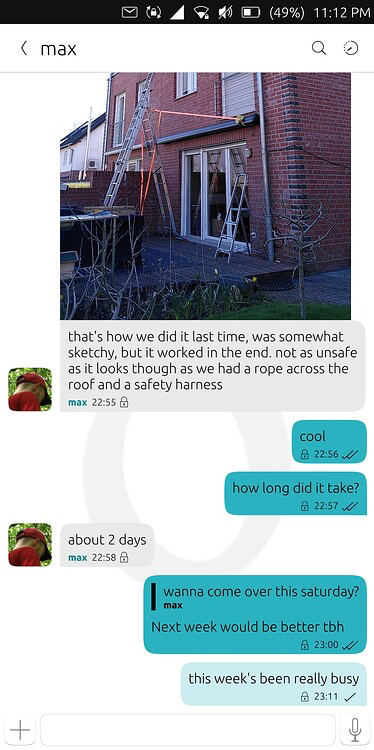 (49%) 11:12 PM
max
that's how we did it last time, was somewhat
sketchy, but it worked in the end. not as unsafe
as it looks though as we had a rope across the
roof and a safety harness
max 22:55
cool
22:56
how long did it take?
22:57
about 2 days
max 22:58
wanna come over this saturday?
max
Next week would be better tbh
23:00
this week's been really busy
23:11